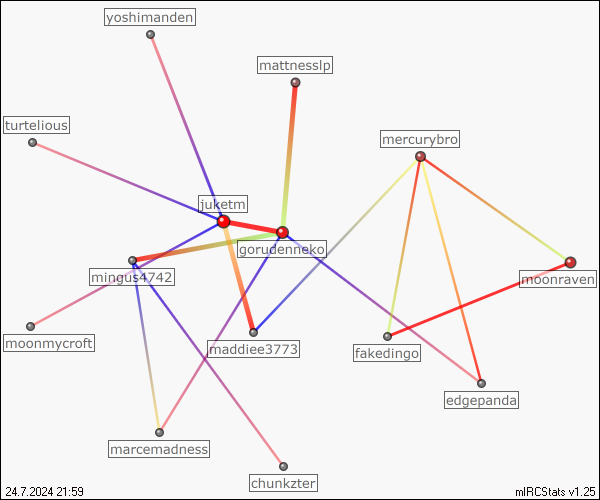 yoshimanden
mattnesslp
turtelious
mercurybro
juketm
gorudenneko
mingus4742
moonraven
moonmycroft
maddiee3773
fakedingo
edgepanda
marcemadness
chunkzter
24.7.2024 21:59
mIRCStats v1.25